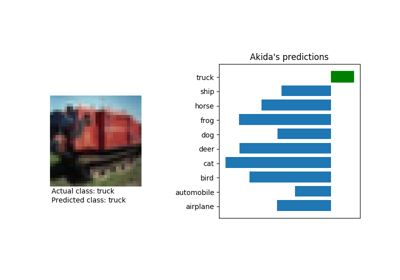 Akida's predictions
truck
ship
horse
frog
dog
deer
cat
bird
automobile
airplane
Actual class: truck
Predicted class: truck